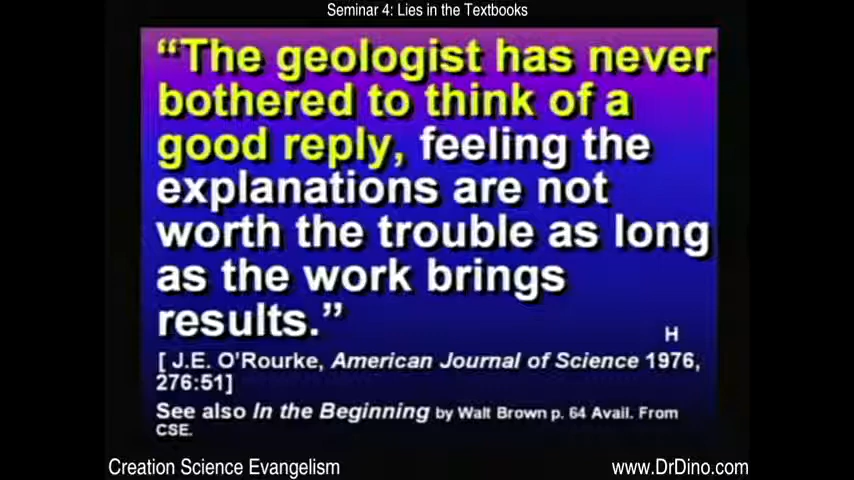 Seminar 4: Lies in the Textbooks
“The geologist has never
bothered to think of a
good reply, feeling the
explanations are not
worth the trouble as long
as the work brings
results.”
H
[ J.E. O'Rourke, American Journal of Science 1976,
276:51]
See also In the Beginning by Walt Brown p. 64 Avail. From
CSE.
Creation Science Evangelism
www.DrDino.com